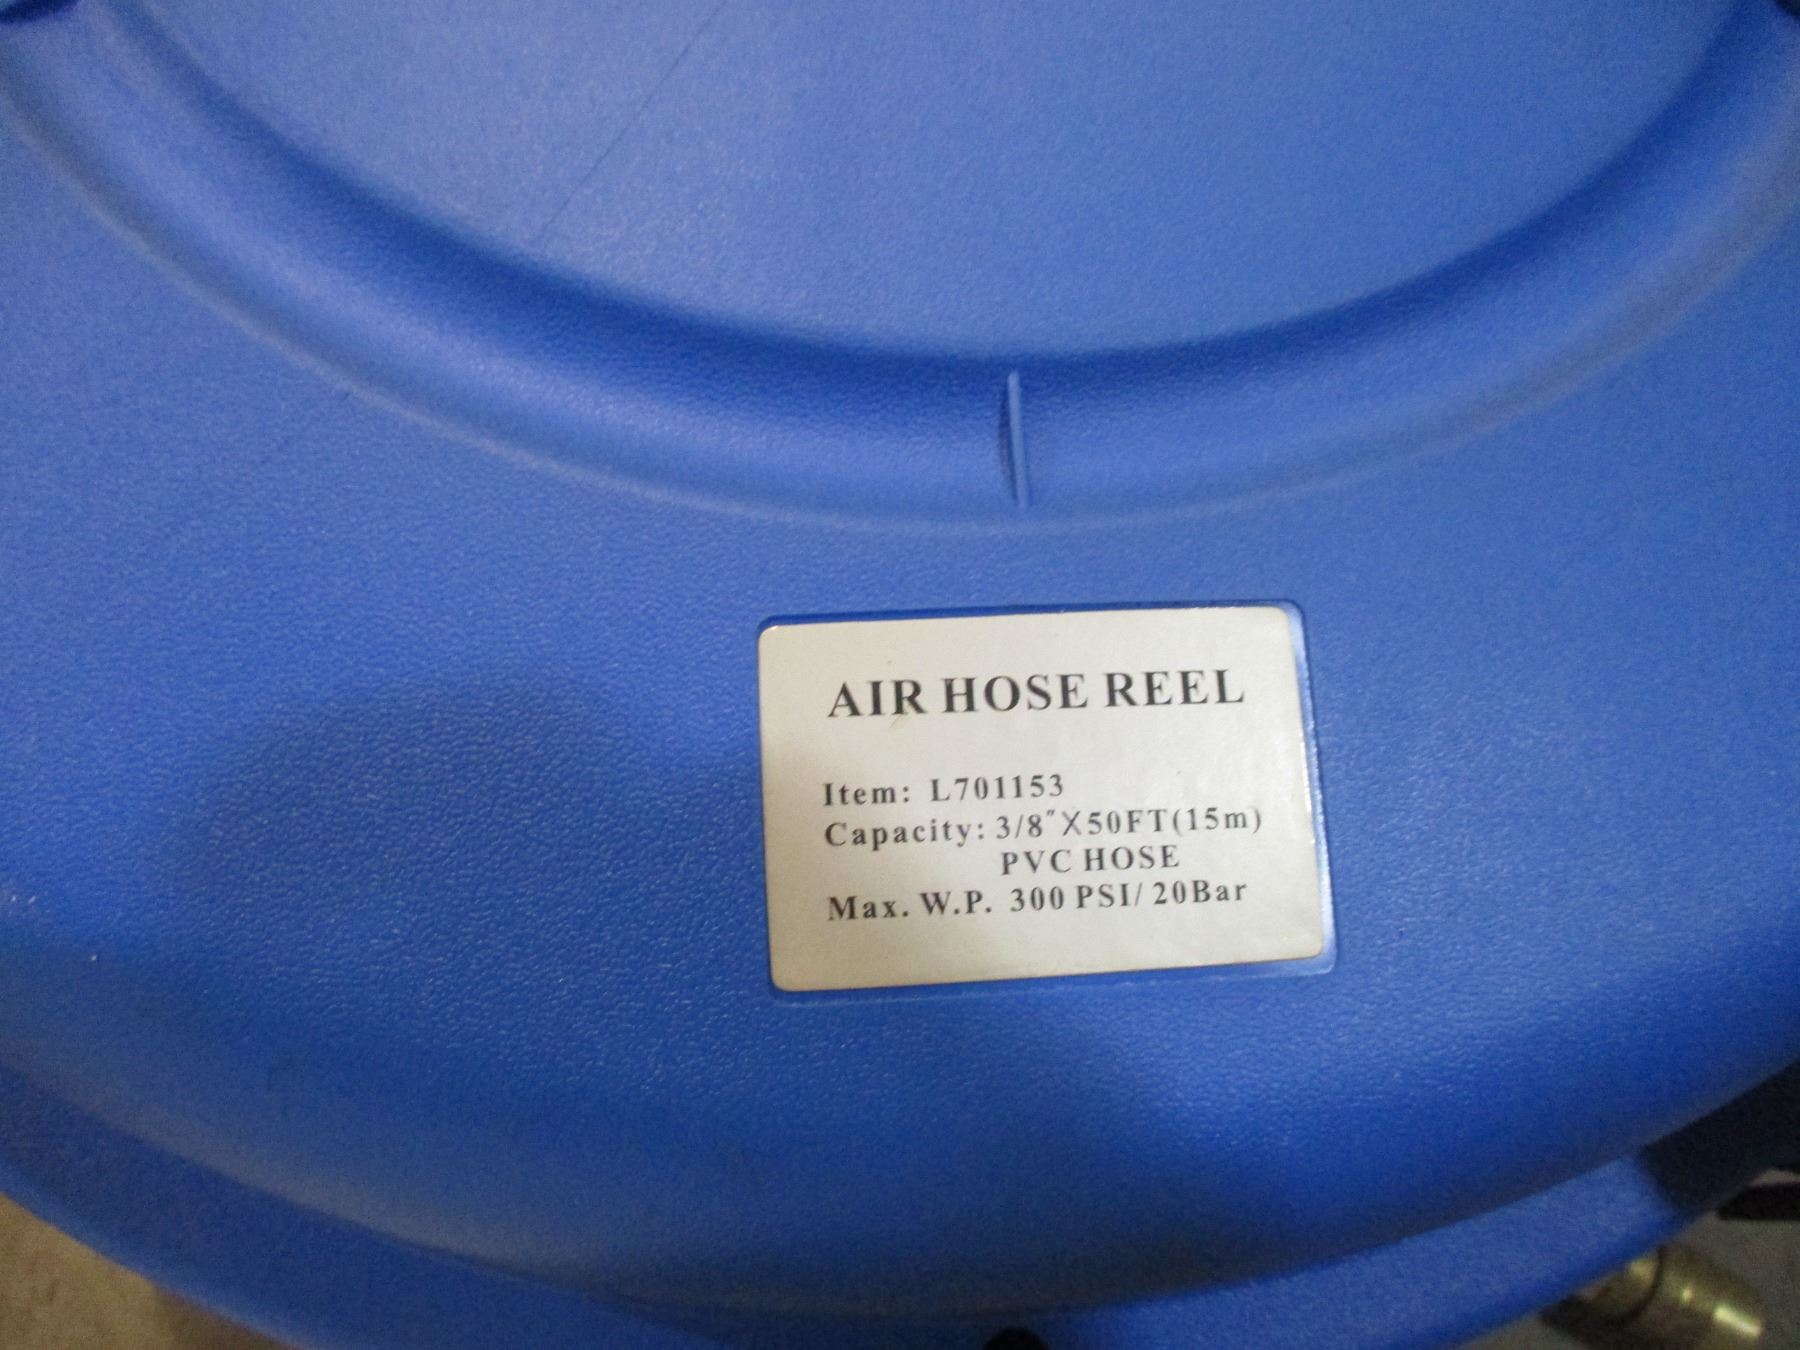 AIR HOSE REEL
Item: L701153
Capacity: 3/8"X50FT(15m)
PVC HOSE
Max. W.P. 300 PSI/ 20Bar